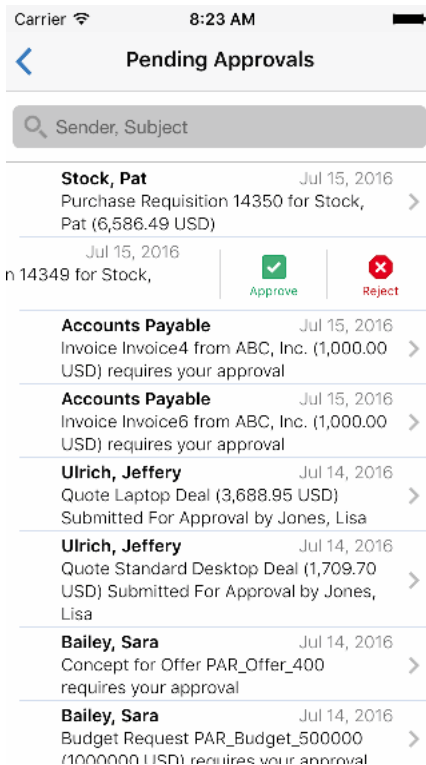 Carrier 8:23 AM
Pending Approvals
Sender, Subject
Stock, Pat Jul 15, 2016
Purchase Requisition 14350 for Stock,
Pat (6,586.49 USD)
Jul 15, 2016
n 14349 for Stock,
Approve Reject
Accounts Payable Jul 15, 2016
Invoice Invoice4 from ABC, Inc. (1,000.00
USD) requires your approval
Accounts Payable Jul 15, 2016
Invoice Invoice6 from ABC, Inc. (1,000.00
USD) requires your approval
Ulrich, Jeffery Jul 14, 2016
Quote Laptop Deal (3,688.95 USD)
Submitted For Approval by Jones, Lisa
Ulrich, Jeffery Jul 14, 2016
Quote Standard Desktop Deal (1,709.70
USD) Submitted For Approval by Jones,
Lisa
Bailey, Sara Jul 14, 2016
Concept for Offer PAR_Offer_400
requires your approval
Bailey, Sara Jul 14, 2016
Budget Request PAR_Budget_500000
(1000000 USD) requires your approval